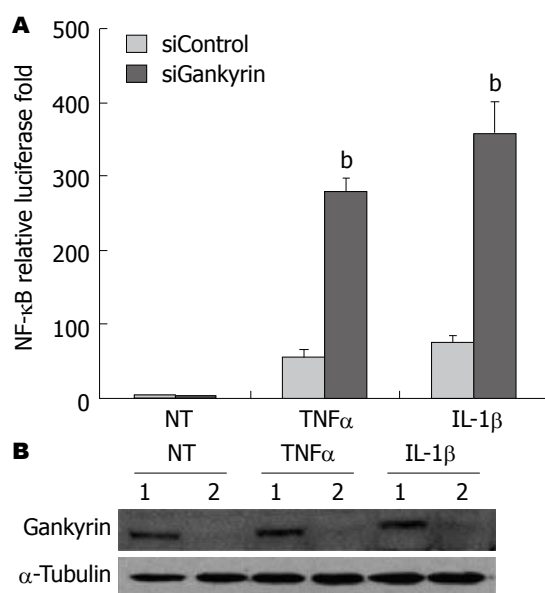 A
500
400
300
200
100
0
NF-κB relative luciferase fold
siControl
siGankyrin
b
b
NT TNFα IL-1β
B
NT TNFα IL-1β
1 2 1 2 1 2
Gankyrin
α-Tubulin